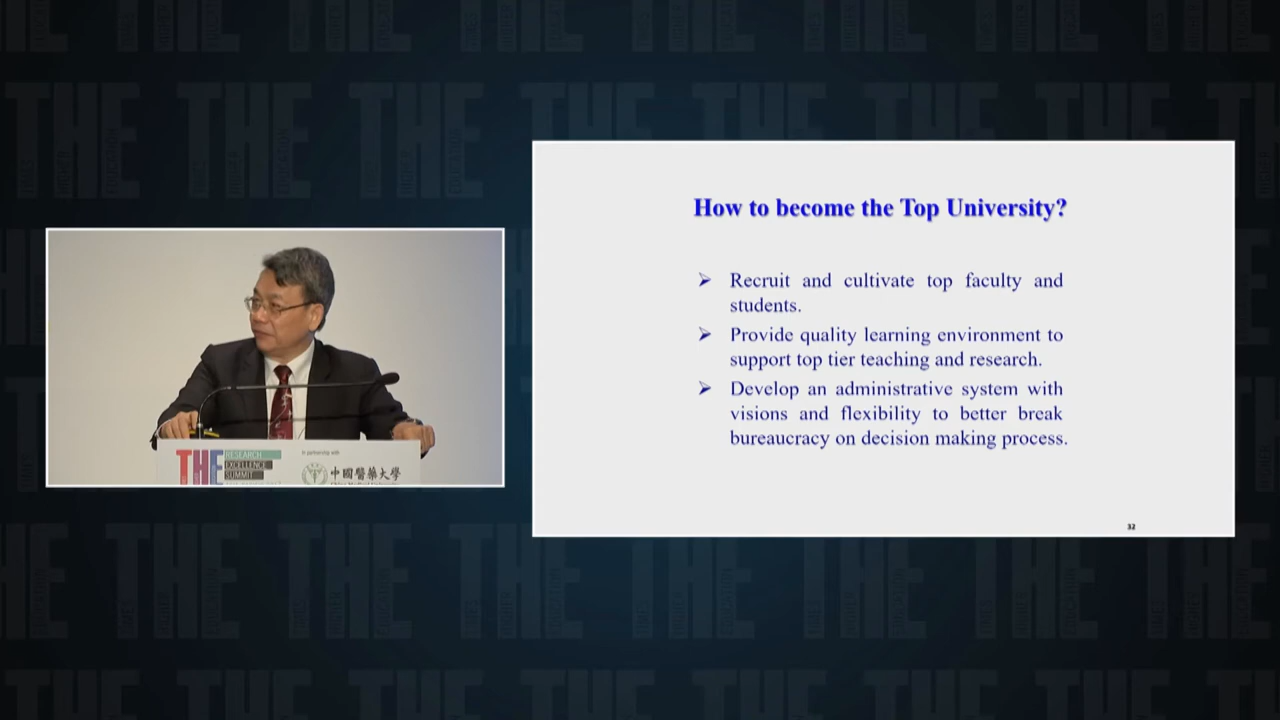 How to become the Top University?
➢ Recruit and cultivate top faculty and
students.
➢ Provide quality learning environment to
support top tier teaching and research.
➢ Develop an administrative system with
visions and flexibility to better break
bureaucracy on decision making process.
32
THE
RESEARCH
EXCELLENCE
SUMMIT
In partnership with
中國醫藥大學